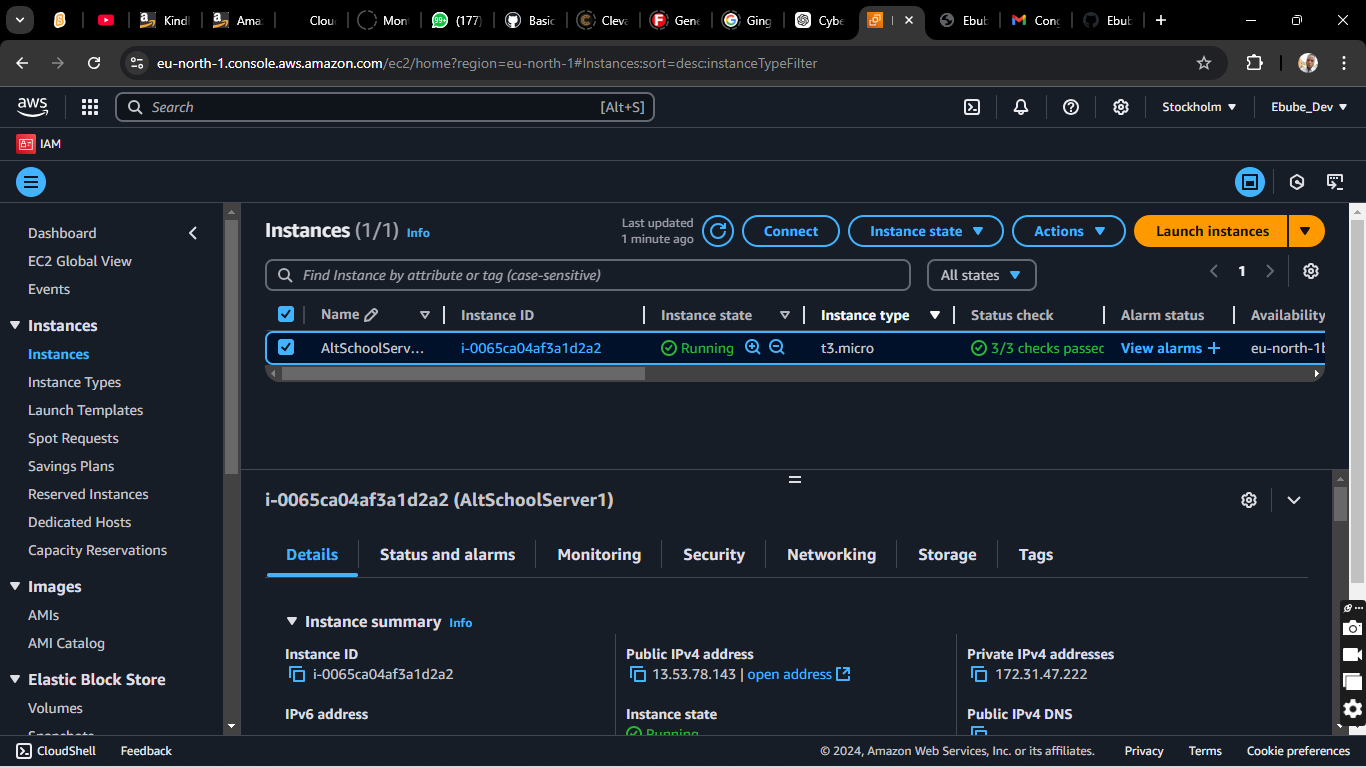 Kindl
Ama:
Clou
Mon
(177)
Basic
Cleva
Gene
Ging
Cybe
Ebub
Con
Ebub
eu-north-1.console.aws.amazon.com/ec2/home?region=eu-north-1#Instances:sort=desc:instanceTypeFilter
aws
Search
[Alt+S]
Stockholm
Ebube_Dev
IAM
Dashboard
EC2 Global View
Events
Instances
Instances
Instance Types
Launch Templates
Spot Requests
Savings Plans
Reserved Instances
Dedicated Hosts
Capacity Reservations
Images
AMIs
AMI Catalog
Elastic Block Store
Volumes
Snapshots
Instances (1/1) Info
Last updated
1 minute ago
Connect
Instance state
Actions
Launch instances
Find Instance by attribute or tag (case-sensitive)
All states
1
Name Instance ID Instance state Instance type Status check Alarm status Availability
AltSchoolServ... i-0065ca04af3a1d2a2 Running t3.micro 3/3 checks passec View alarms + eu-north-1b
i-0065ca04af3a1d2a2 (AltSchoolServer1)
Details Status and alarms Monitoring Security Networking Storage Tags
Instance summary Info
Instance ID
i-0065ca04af3a1d2a2
Public IPv4 address
13.53.78.143 | open address
Private IPv4 addresses
172.31.47.222
IPv6 address
Instance state
Running
Public IPv4 DNS
CloudShell Feedback
© 2024, Amazon Web Services, Inc. or its affiliates. Privacy Terms Cookie preferences